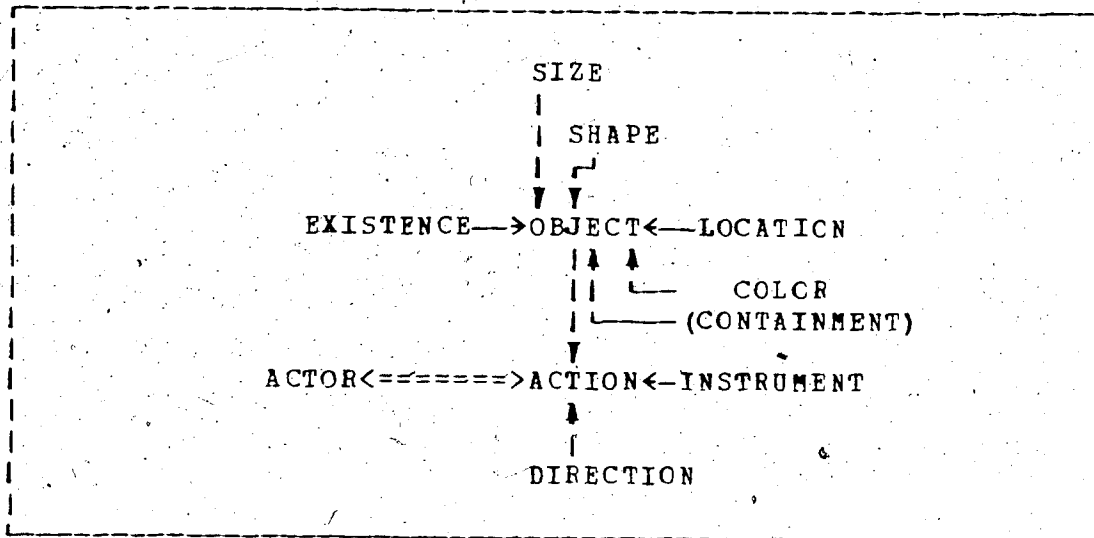 SIZE
SHAPE
EXISTENCE—→OBJECT←—LOCATICN
COLCR
(CONTAINMENT)
ACTOR<=======>ACTION←—INSTRUMENT
DIRECTION